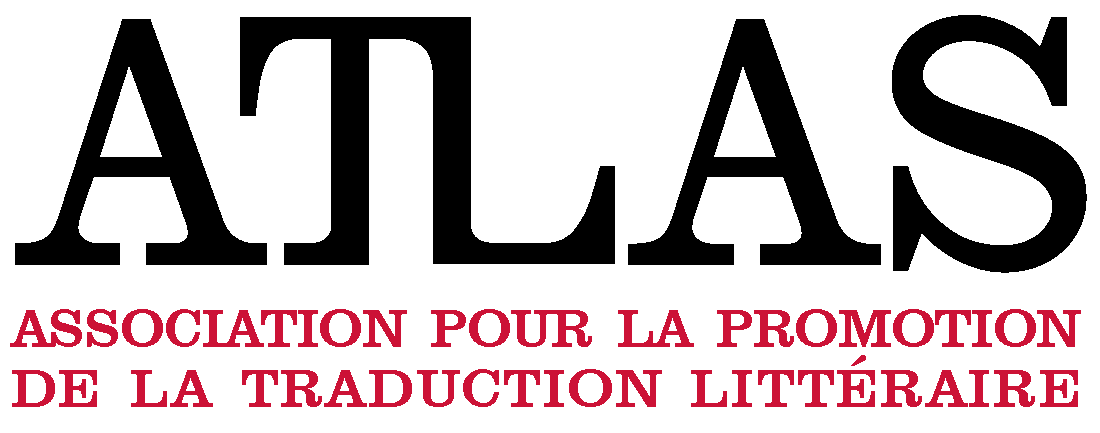 ATLAS
ASSOCIATION POUR LA PROMOTION
DE LA TRADUCTION LITTÉRAIRE